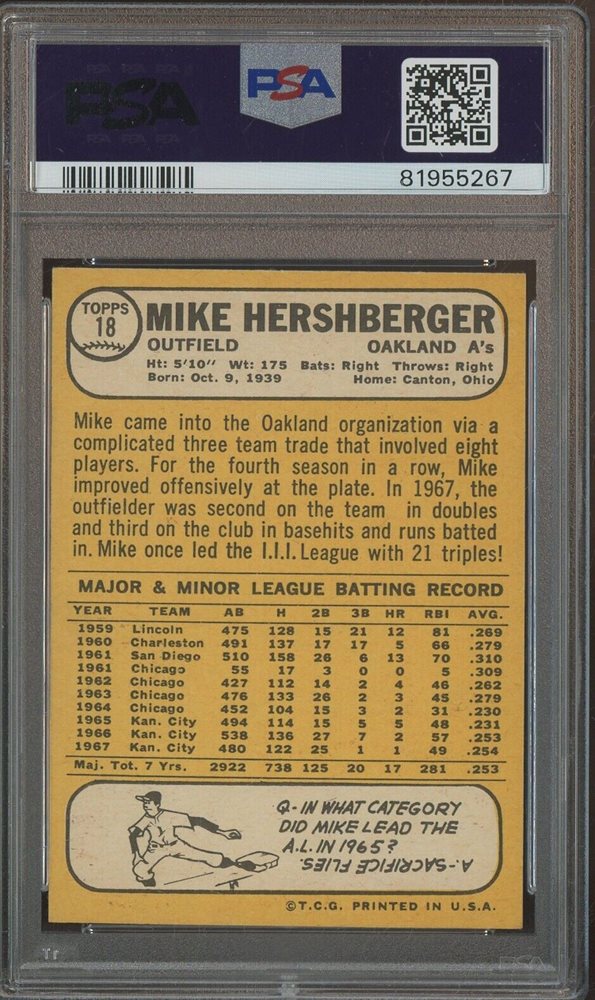 PSA
PSA
81955267
TOPPS
18
MIKE HERSHBERGER
OUTFIELD OAKLAND A's
Ht: 5'10" Wt: 175 Bats: Right Throws: Right
Born: Oct. 9, 1939 Home: Canton, Ohio
Mike came into the Oakland organization via a
complicated three team trade that involved eight
players. For the fourth season in a row, Mike
improved offensively at the plate. In 1967, the
outfielder was second on the team in doubles
and third on the club in basehits and runs batted
in. Mike once led the I.I.I. League with 21 triples!
MAJOR & MINOR LEAGUE BATTING RECORD
YEAR TEAM AB H 2B 3B HR RBI AVG.
1959 Lincoln 475 128 15 21 12 81 .269
1960 Charleston 491 137 17 17 5 66 .279
1961 San Diego 510 158 26 6 13 70 .310
1961 Chicago 55 17 3 0 0 5 .309
1962 Chicago 427 112 14 2 4 46 .262
1963 Chicago 476 133 26 2 3 45 .279
1964 Chicago 452 104 15 3 2 31 .230
1965 Kan. City 494 114 15 5 5 48 .231
1966 Kan. City 538 136 27 7 2 57 .253
1967 Kan. City 480 122 25 1 1 49 .254
Maj. Tot. 7 Yrs. 2922 738 125 20 17 281 .253
Q-IN WHAT CATEGORY
DID MIKE LEAD THE
A.L. IN 1965?
A-SACRIFICE FLIES.
©T.C.G. PRINTED IN U.S.A.